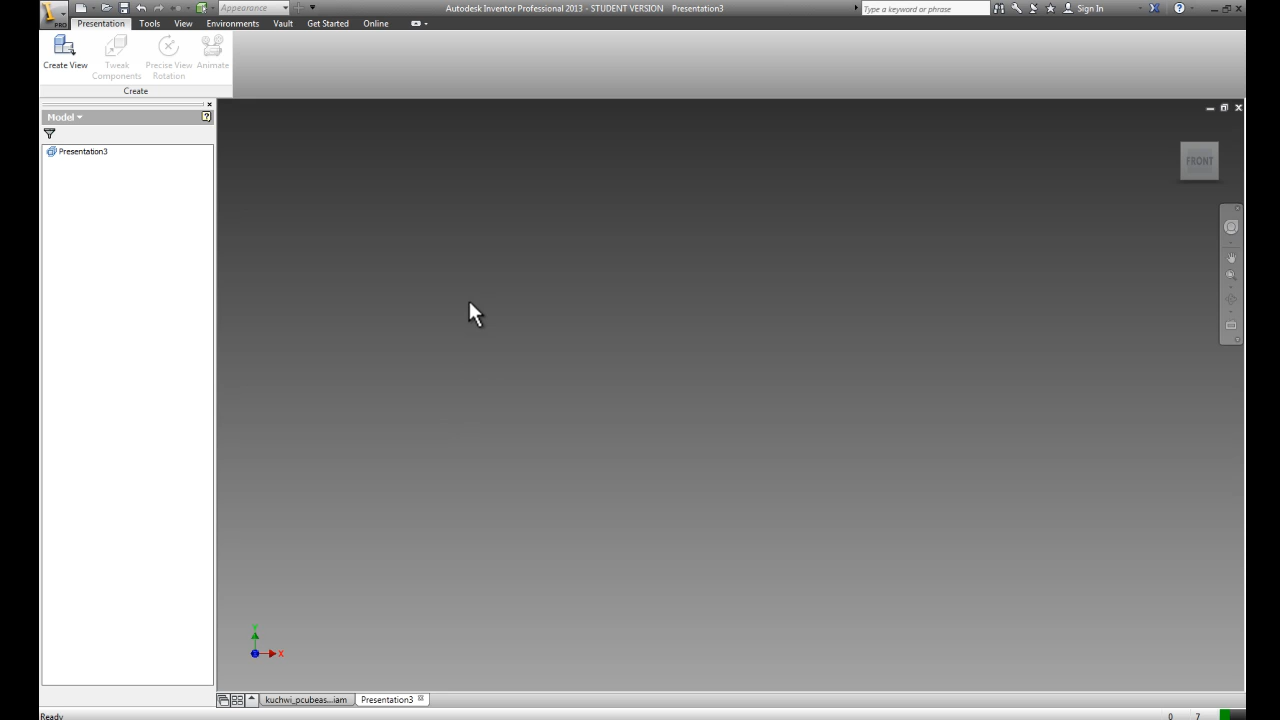 PRO
Appearance
Autodesk Inventor Professional 2013 - STUDENT VERSION Presentation3
Type a keyword or phrase
Sign In
Presentation Tools View Environments Vault Get Started Online
Create View
Tweak Components
Precise View Rotation
Animate
Create
Model
Presentation3
FRONT
Y
X
kuchwi_pcubeas...iam
Presentation3
Ready
0 7